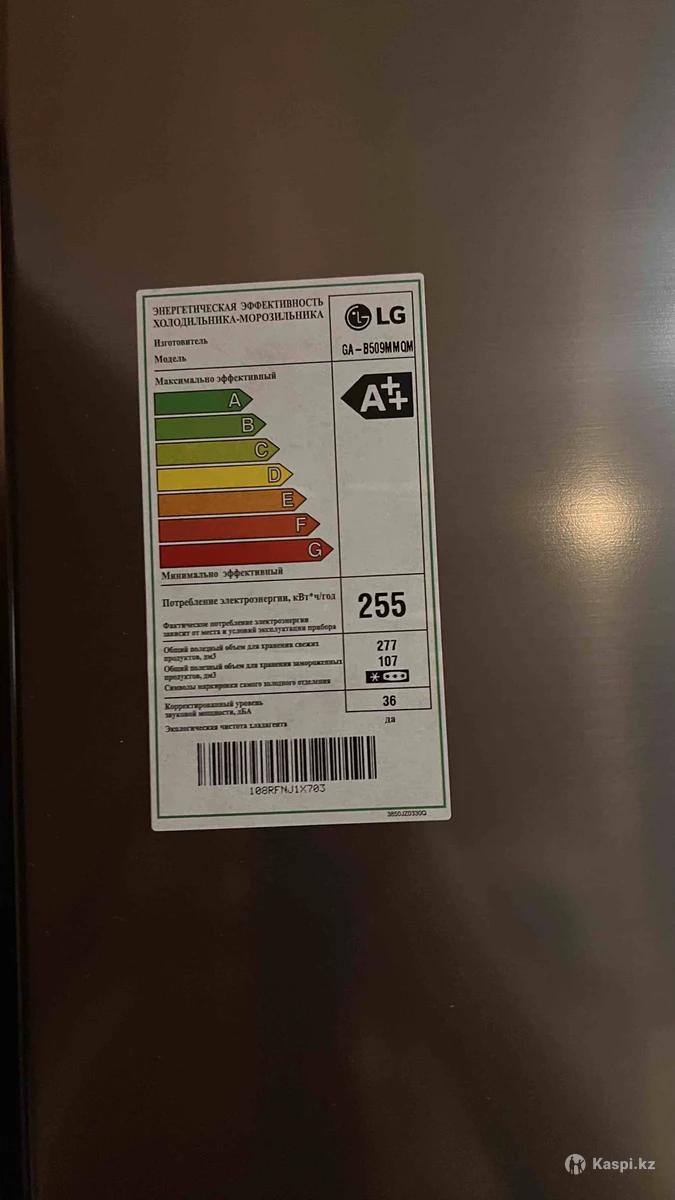 ЭНЕРГЕТИЧЕСКАЯ ЭФФЕКТИВНОСТЬ
ХОЛОДИЛЬНИКА-МОРОЗИЛЬНИКА
LG
Изготовитель
Модель
GA-B509MMQM
Максимально эффективный
A++
A
B
C
D
E
F
G
Минимально эффективный
Потребление электроэнергии, кВт*ч/год
255
Фактическое потребление электроэнергии
зависит от места и условий эксплуатации прибора
Общий полезный объем для хранения свежих
продуктов, дм3
277
Общий полезный объем для хранения замороженных
продуктов, дм3
107
Символы маркировки самого холодного отделения
Корректированный уровень
звуковой мощности, дБА
36
Экологическая чистота хладагента
да
108RFNJ1X703
3850JZ0330Q
Kaspi.kz